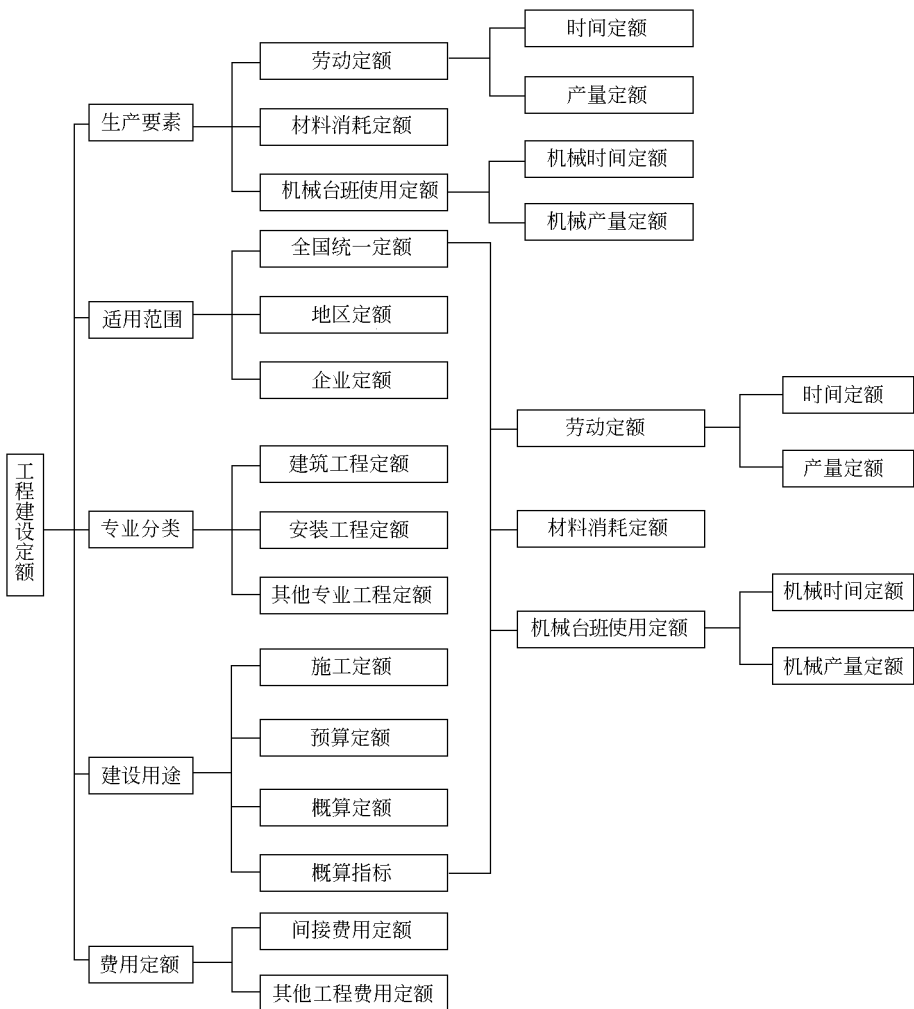 工程建设定额
生产要素
劳动定额
时间定额
产量定额
材料消耗定额
机械台班使用定额
机械时间定额
机械产量定额
适用范围
全国统一定额
地区定额
企业定额
专业分类
建筑工程定额
安装工程定额
其他专业工程定额
建设用途
施工定额
预算定额
概算定额
概算指标
费用定额
间接费用定额
其他工程费用定额
劳动定额
时间定额
产量定额
材料消耗定额
机械台班使用定额
机械时间定额
机械产量定额